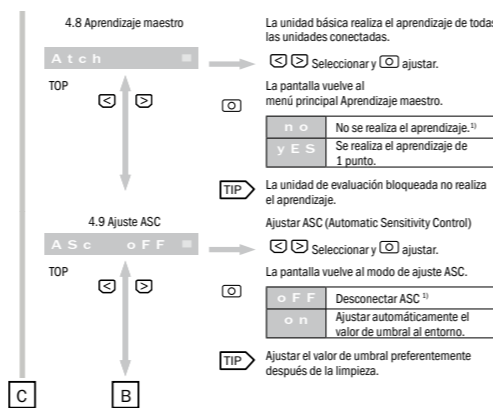 4.8 Aprendizaje maestro
Atch
TOP
La unidad básica realiza el aprendizaje de todas
las unidades conectadas.
< > Seleccionar y O ajustar.
La pantalla vuelve al
menú principal Aprendizaje maestro.
no No se realiza el aprendizaje.1)
yES Se realiza el aprendizaje de
1 punto.
TIP La unidad de evaluación bloqueada no realiza
el aprendizaje.
4.9 Ajuste ASC
ASc oFF
TOP
Ajustar ASC (Automatic Sensitivity Control)
< > Seleccionar y O ajustar.
La pantalla vuelve al modo de ajuste ASC.
oFF Desconectar ASC 1)
on Ajustar automáticamente el
valor de umbral al entorno.
TIP Ajustar el valor de umbral preferentemente
después de la limpieza.
C B